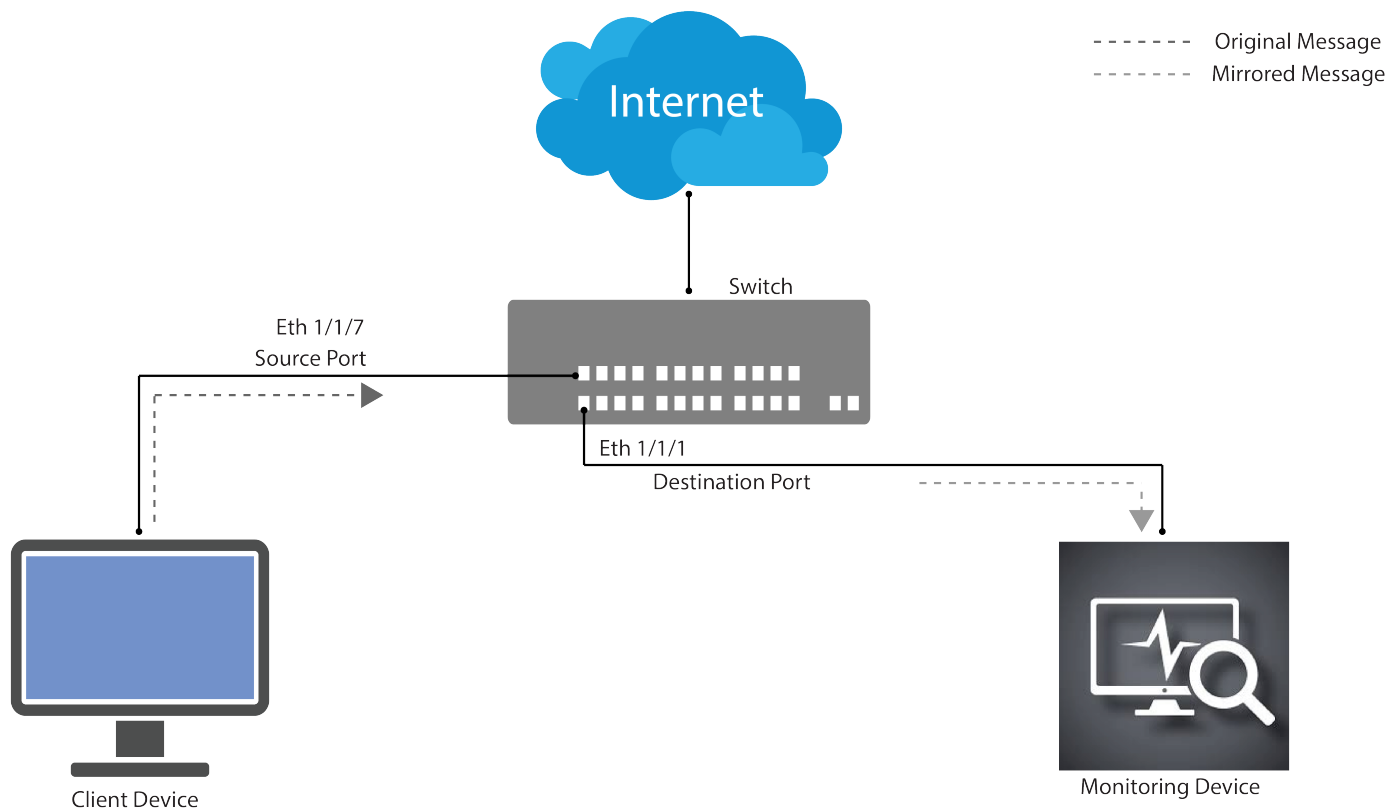 Internet
Original Message
Mirrored Message
Switch
Eth 1/1/7
Source Port
Eth 1/1/1
Destination Port
Client Device
Monitoring Device